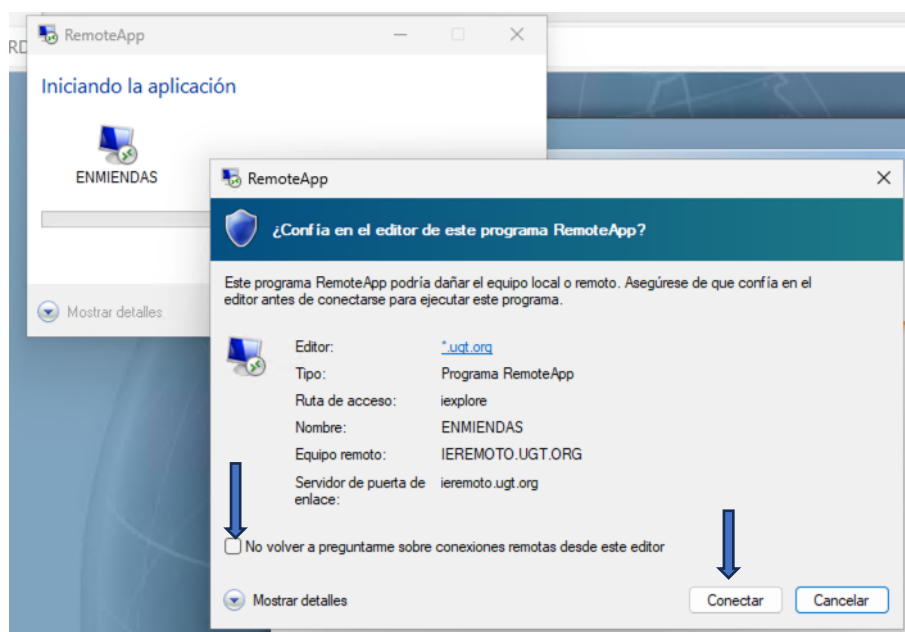 RemoteApp
RD
Iniciando la aplicación
ENMIENDAS
Mostrar detalles
RemoteApp
¿Confía en el editor de este programa RemoteApp?
Este programa RemoteApp podría dañar el equipo local o remoto. Asegúrese de que confía en el
editor antes de conectarse para ejecutar este programa.
Editor: *.ugt.org
Tipo: Programa RemoteApp
Ruta de acceso: iexplore
Nombre: ENMIENDAS
Equipo remoto: IEREMOTO.UGT.ORG
Servidor de puerta de enlace: ieremoto.ugt.org
No volver a preguntarme sobre conexiones remotas desde este editor
Mostrar detalles
Conectar Cancelar